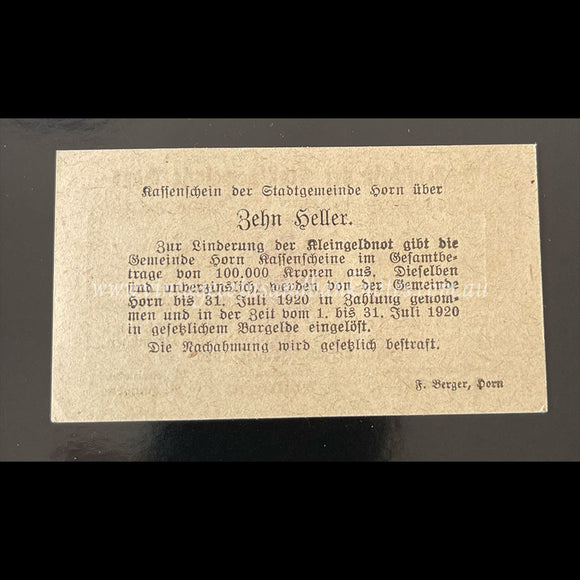 Kassenschein der Stadtgemeinde Horn über
Zehn Heller.
Zur Linderung der Kleingeldnot gibt die
Gemeinde Horn Kassenscheine im Gesamtbe-
trage von 100.000 Kronen aus. Dieselben
sind unverzinslich, werden von der Gemeinde
Horn bis 31. Juli 1920 in Zahlung genom-
men und in der Zeit vom 1. bis 31. Juli 1920
in gesetzlichem Bargelde eingelöst.
Die Nachahmung wird gesetzlich bestraft.
F. Berger, Horn